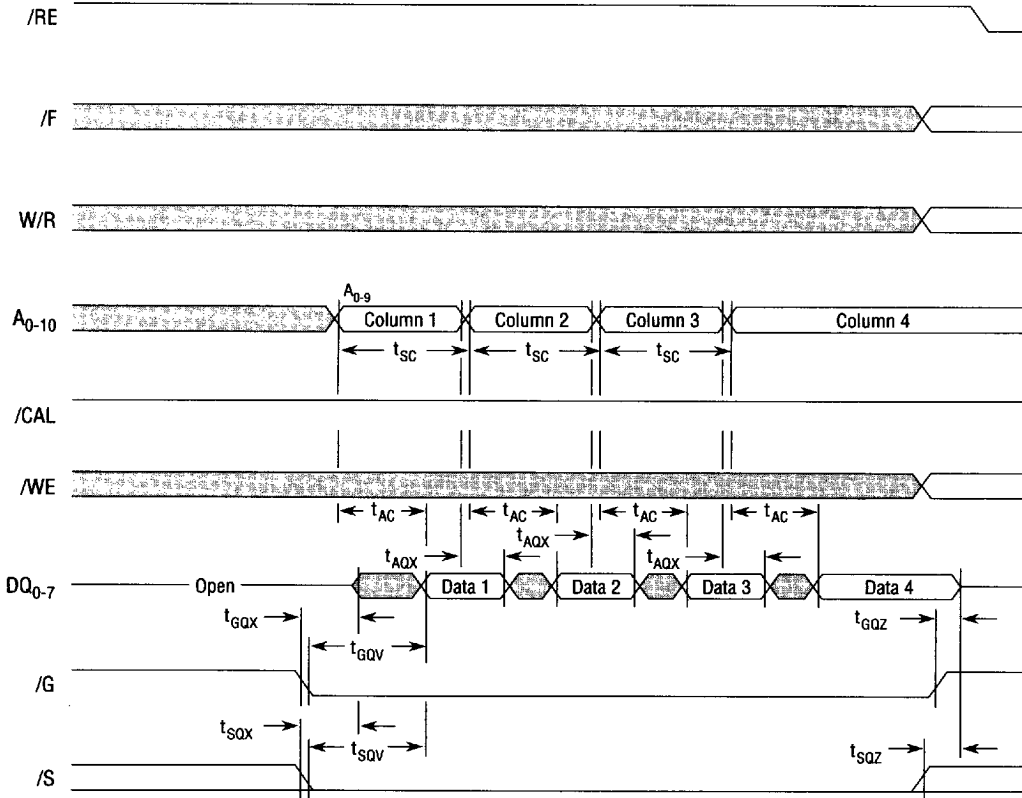 /RE
/F
W/R
A0-9
A0-10 Column 1 Column 2 Column 3 Column 4
tSC tSC tSC
/CAL
/WE
tAC tAC tAC tAC
tAQX tAQX tAQX
DQ0-7 Open Data 1 Data 2 Data 3 Data 4
tGQX tGQV tGQZ
/G
tSQX tSQV tSQZ
/S